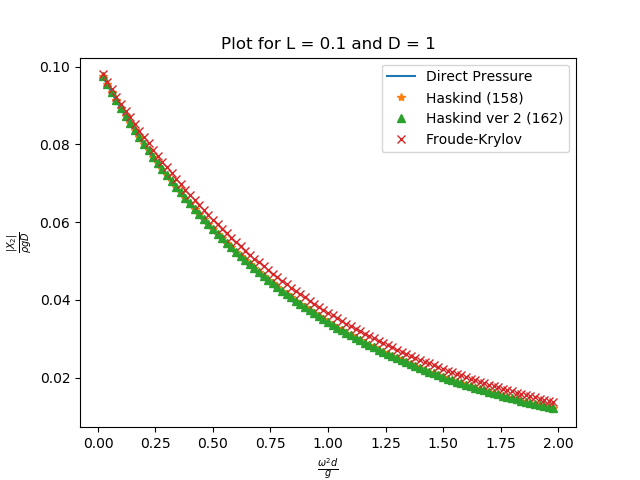 Plot for L = 0.1 and D = 1
Direct Pressure
Haskind (158)
Haskind ver 2 (162)
Froude-Krylov
0.10
0.08
0.06
0.04
0.02
|X₂|
ρgD
0.00 0.25 0.50 0.75 1.00 1.25 1.50 1.75 2.00
ω²d
g